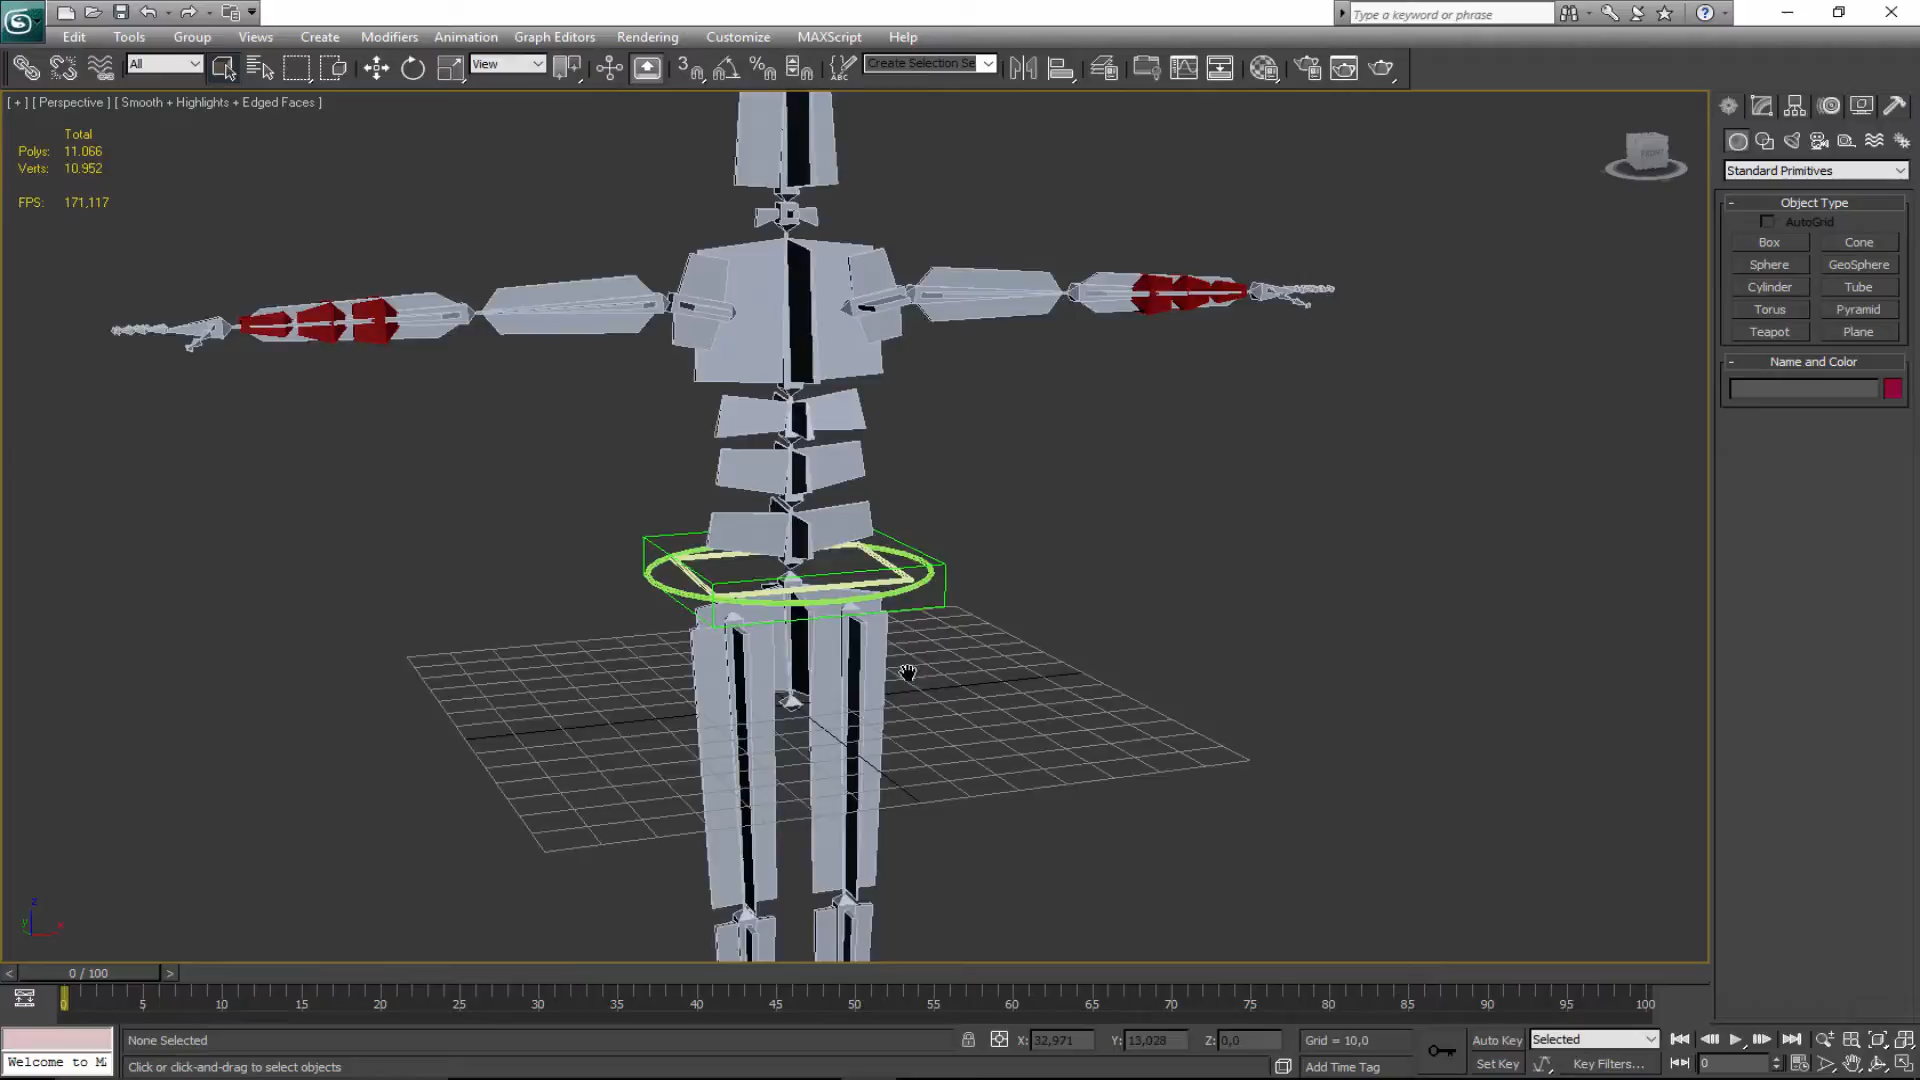 Type a keyword or phrase
Edit Tools Group Views Create Modifiers Animation Graph Editors Rendering Customize MAXScript Help
All View Create Selection Se
[ + ] [ Perspective ] [ Smooth + Highlights + Edged Faces ]
Total
Polys: 11.066
Verts: 10.952
FPS: 171,117
FRONT
Standard Primitives
- Object Type
AutoGrid
Box Cone
Sphere GeoSphere
Cylinder Tube
Torus Pyramid
Teapot Plane
- Name and Color
z
y x
< 0 / 100 >
0 5 10 15 20 25 30 35 40 45 50 55 60 65 70 75 80 85 90 95 100
None Selected X: 32,971 Y: 13,028 Z: 0,0 Grid = 10,0 Auto Key Selected
Welcome to M Click or click-and-drag to select objects Add Time Tag Set Key Key Filters... 0